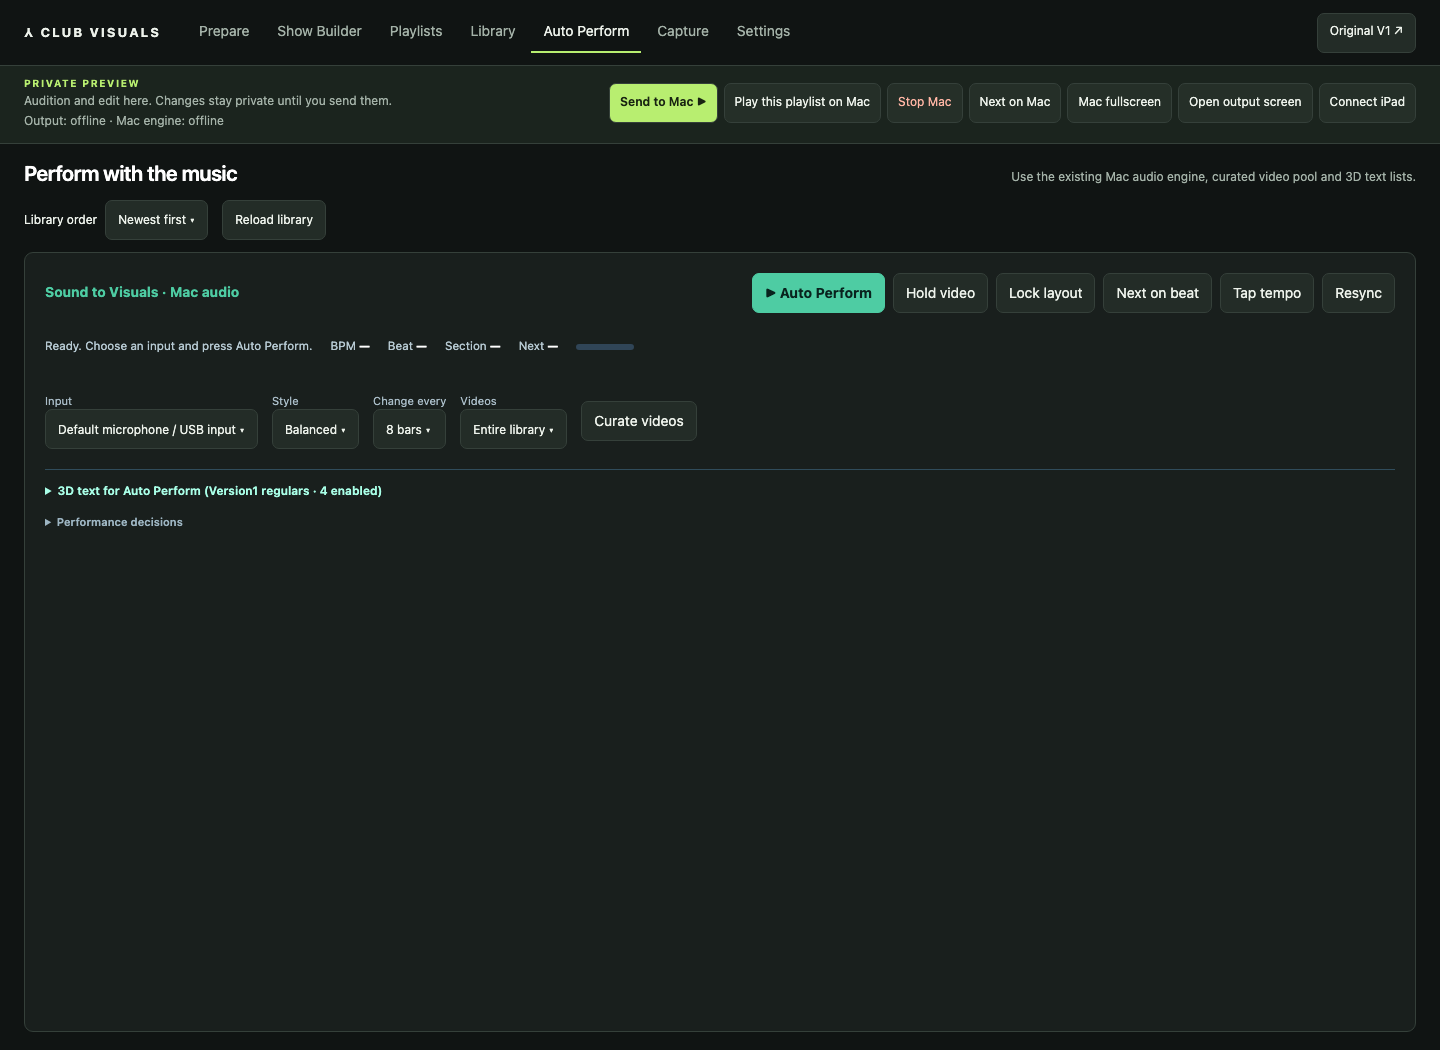 ⅄ CLUB VISUALS
Prepare
Show Builder
Playlists
Library
Auto Perform
Capture
Settings
Original V1 ↗
PRIVATE PREVIEW
Audition and edit here. Changes stay private until you send them.
Output: offline · Mac engine: offline
Send to Mac ▶
Play this playlist on Mac
Stop Mac
Next on Mac
Mac fullscreen
Open output screen
Connect iPad
Perform with the music
Use the existing Mac audio engine, curated video pool and 3D text lists.
Library order
Newest first ▾
Reload library
Sound to Visuals · Mac audio
▶ Auto Perform
Hold video
Lock layout
Next on beat
Tap tempo
Resync
Ready. Choose an input and press Auto Perform.
BPM —
Beat —
Section —
Next —
Input
Style
Change every
Videos
Default microphone / USB input ▾
Balanced ▾
8 bars ▾
Entire library ▾
Curate videos
▶ 3D text for Auto Perform (Version1 regulars · 4 enabled)
▶ Performance decisions